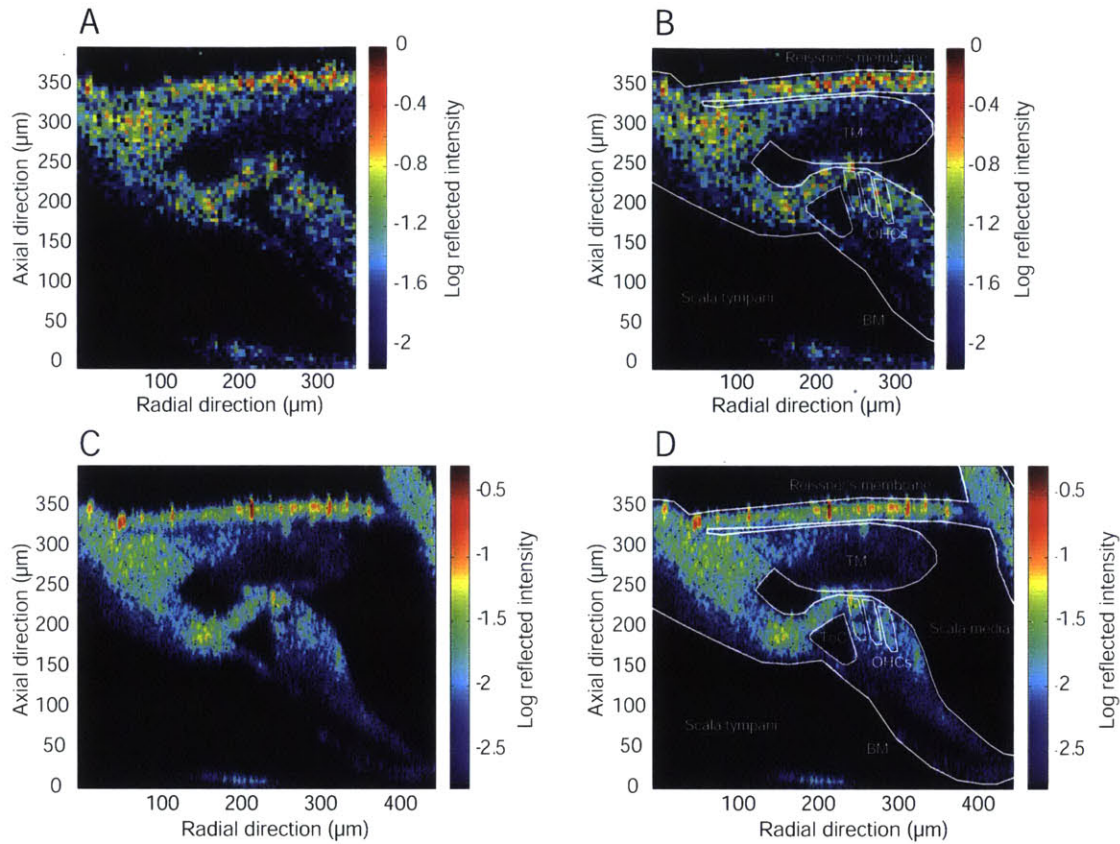 A
Axial direction (µm)
350
300
250
200
150
100
50
0
100 200 300
Radial direction (µm)
0
-0.4
-0.8
-1.2
-1.6
-2
Log reflected intensity
B
Axial direction (µm)
350
300
250
200
150
100
50
0
100 200 300
Radial direction (µm)
Reissner's membrane
TM
OHCs
Scala tympani
BM
0
-0.4
-0.8
-1.2
-1.6
-2
Log reflected intensity
C
Axial direction (µm)
350
300
250
200
150
100
50
0
100 200 300 400
Radial direction (µm)
-0.5
-1
-1.5
-2
-2.5
Log reflected intensity
D
Axial direction (µm)
350
300
250
200
150
100
50
0
100 200 300 400
Radial direction (µm)
Reissner's membrane
TM
ToC
Scala media
OHCs
Scala tympani
BM
-0.5
-1
-1.5
-2
-2.5
Log reflected intensity